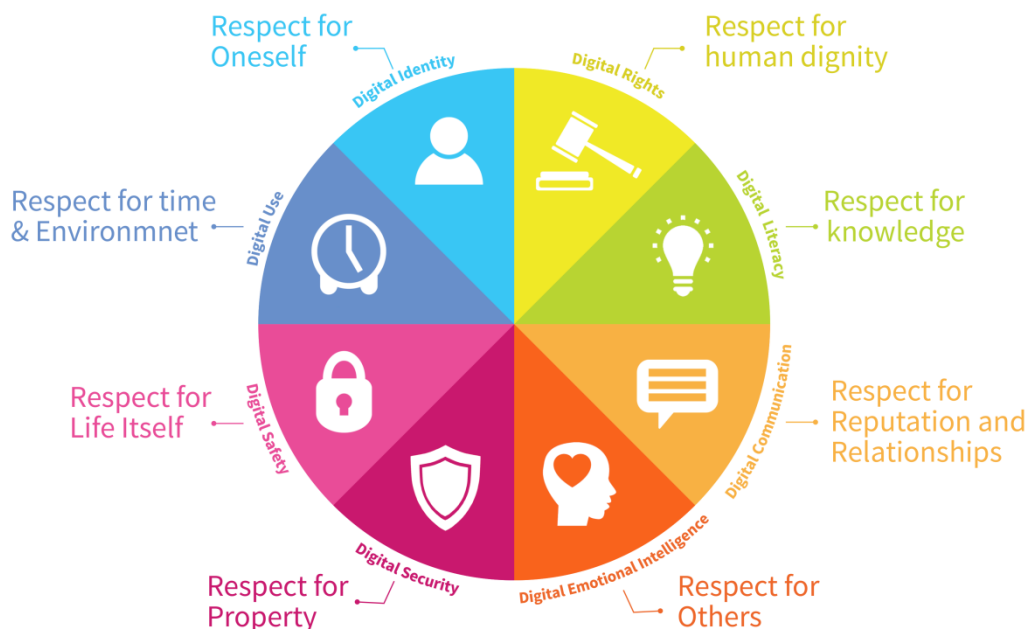 Respect for
Oneself
Digital Identity
Respect for
human dignity
Digital Rights
Respect for time
& Environmnet
Digital Use
Respect for
knowledge
Digital Literacy
Respect for
Life Itself
Digital Safety
Respect for
Reputation and
Relationships
Digital Communication
Respect for
Property
Digital Security
Respect for
Others
Digital Emotional Intelligence